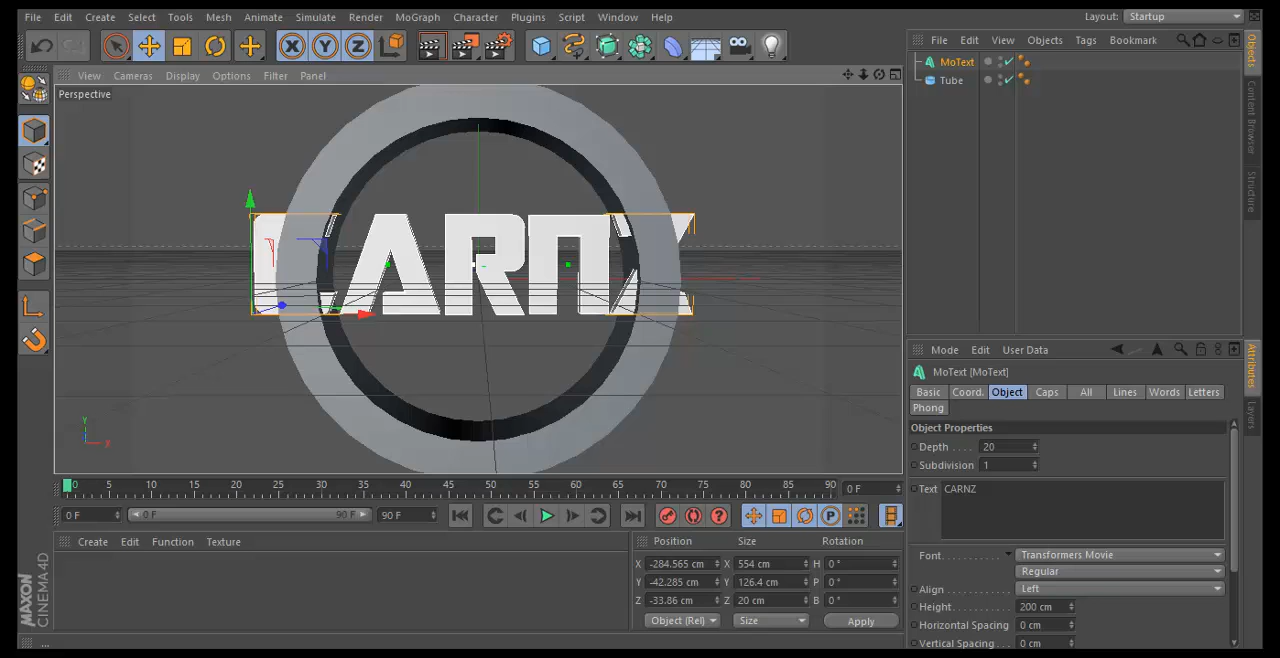 File Edit Create Select Tools Mesh Animate Simulate Render MoGraph Character Plugins Script Window Help Layout: Startup
File Edit View Objects Tags Bookmark
View Cameras Display Options Filter Panel
Perspective
MoText
Tube
Objects
Content Browser
Structure
CARNZ
Y
X
Mode Edit User Data
MoText [MoText]
Basic Coord. Object Caps All Lines Words Letters
Phong
Object Properties
Depth 20
Subdivision 1
Text CARNZ
Font Transformers Movie
Regular
Align Left
Height 200 cm
Horizontal Spacing 0 cm
Vertical Spacing 0 cm
Attributes
Layers
0 5 10 15 20 25 30 35 40 45 50 55 60 65 70 75 80 85 90 0 F
0 F 0 F 90 F 90 F
Create Edit Function Texture
Position Size Rotation
X -284.565 cm X 554 cm H 0 °
Y -42.285 cm Y 126.4 cm P 0 °
Z -33.86 cm Z 20 cm B 0 °
Object (Rel) Size Apply
MAXON
CINEMA 4D
...